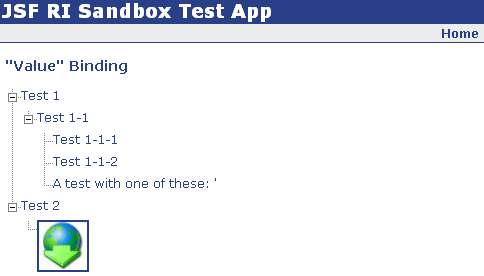 JSF RI Sandbox Test App
Home
"Value" Binding
Test 1
Test 1-1
Test 1-1-1
Test 1-1-2
A test with one of these: '
Test 2